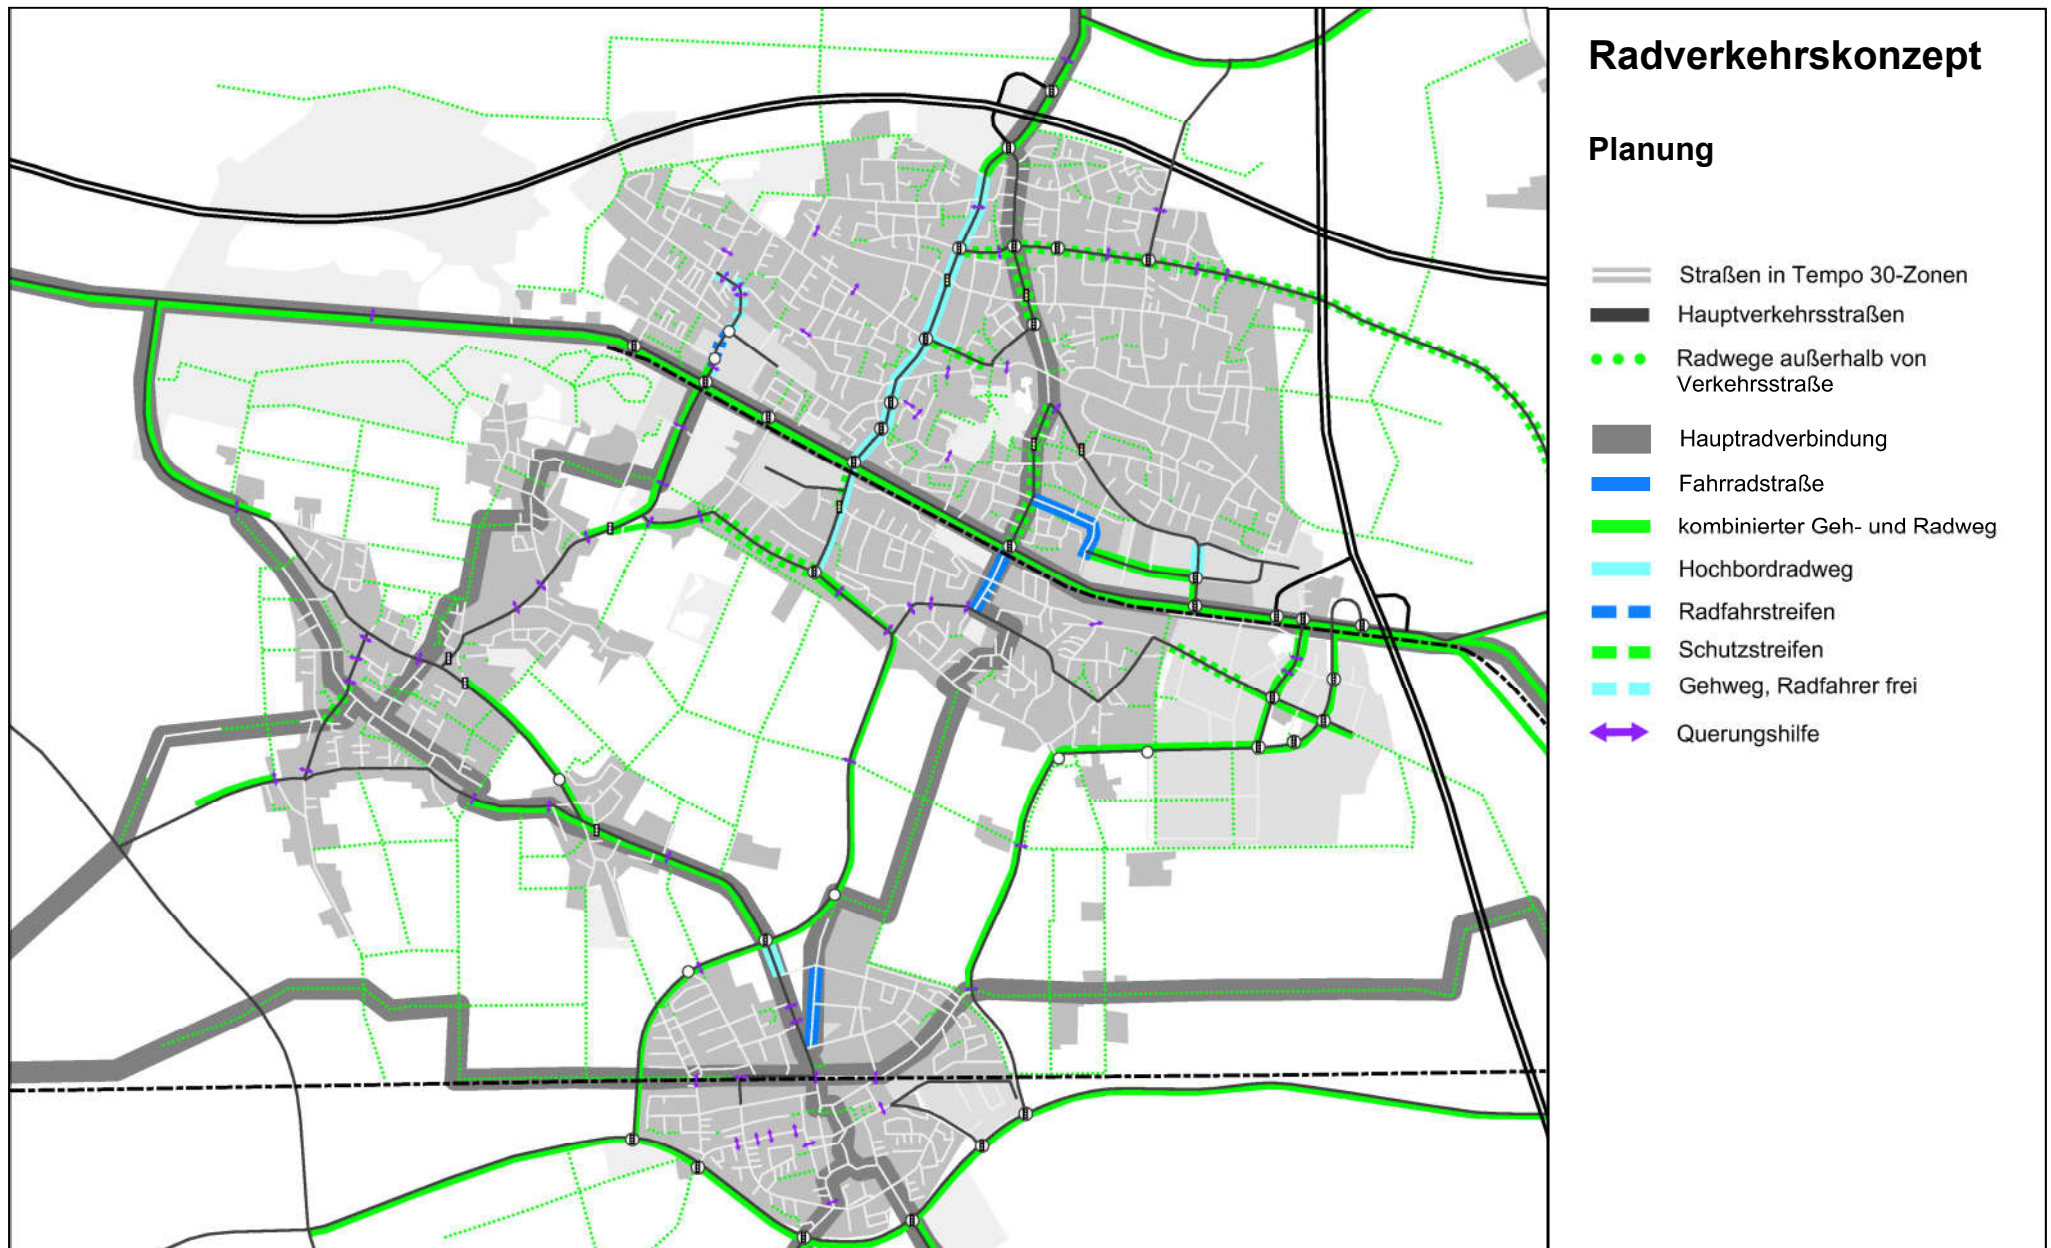 Radverkehrskonzept
Planung
Straßen in Tempo 30-Zonen
Hauptverkehrsstraßen
Radwege außerhalb von
Verkehrsstraße
Hauptradverbindung
Fahrradstraße
kombinierter Geh- und Radweg
Hochbordradweg
Radfahrstreifen
Schutzstreifen
Gehweg, Radfahrer frei
Querungshilfe